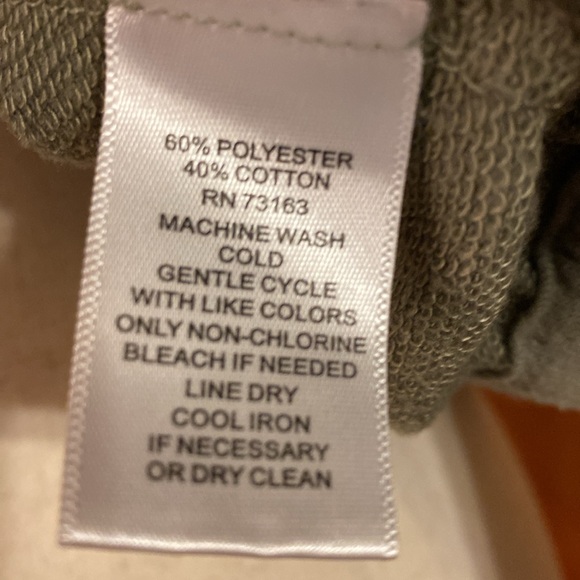 60% POLYESTER
40% COTTON
RN 73163
MACHINE WASH
COLD
GENTLE CYCLE
WITH LIKE COLORS
ONLY NON-CHLORINE
BLEACH IF NEEDED
LINE DRY
COOL IRON
IF NECESSARY
OR DRY CLEAN